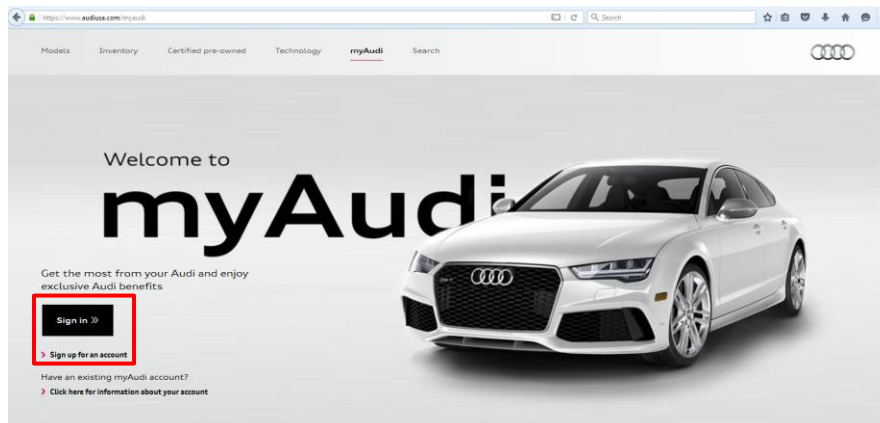 https://www.audiusa.com/myaudi
Search
Models Inventory Certified pre-owned Technology myAudi Search
Welcome to
myAudi
Get the most from your Audi and enjoy
exclusive Audi benefits
Sign in »
› Sign up for an account
Have an existing myAudi account?
› Click here for information about your account